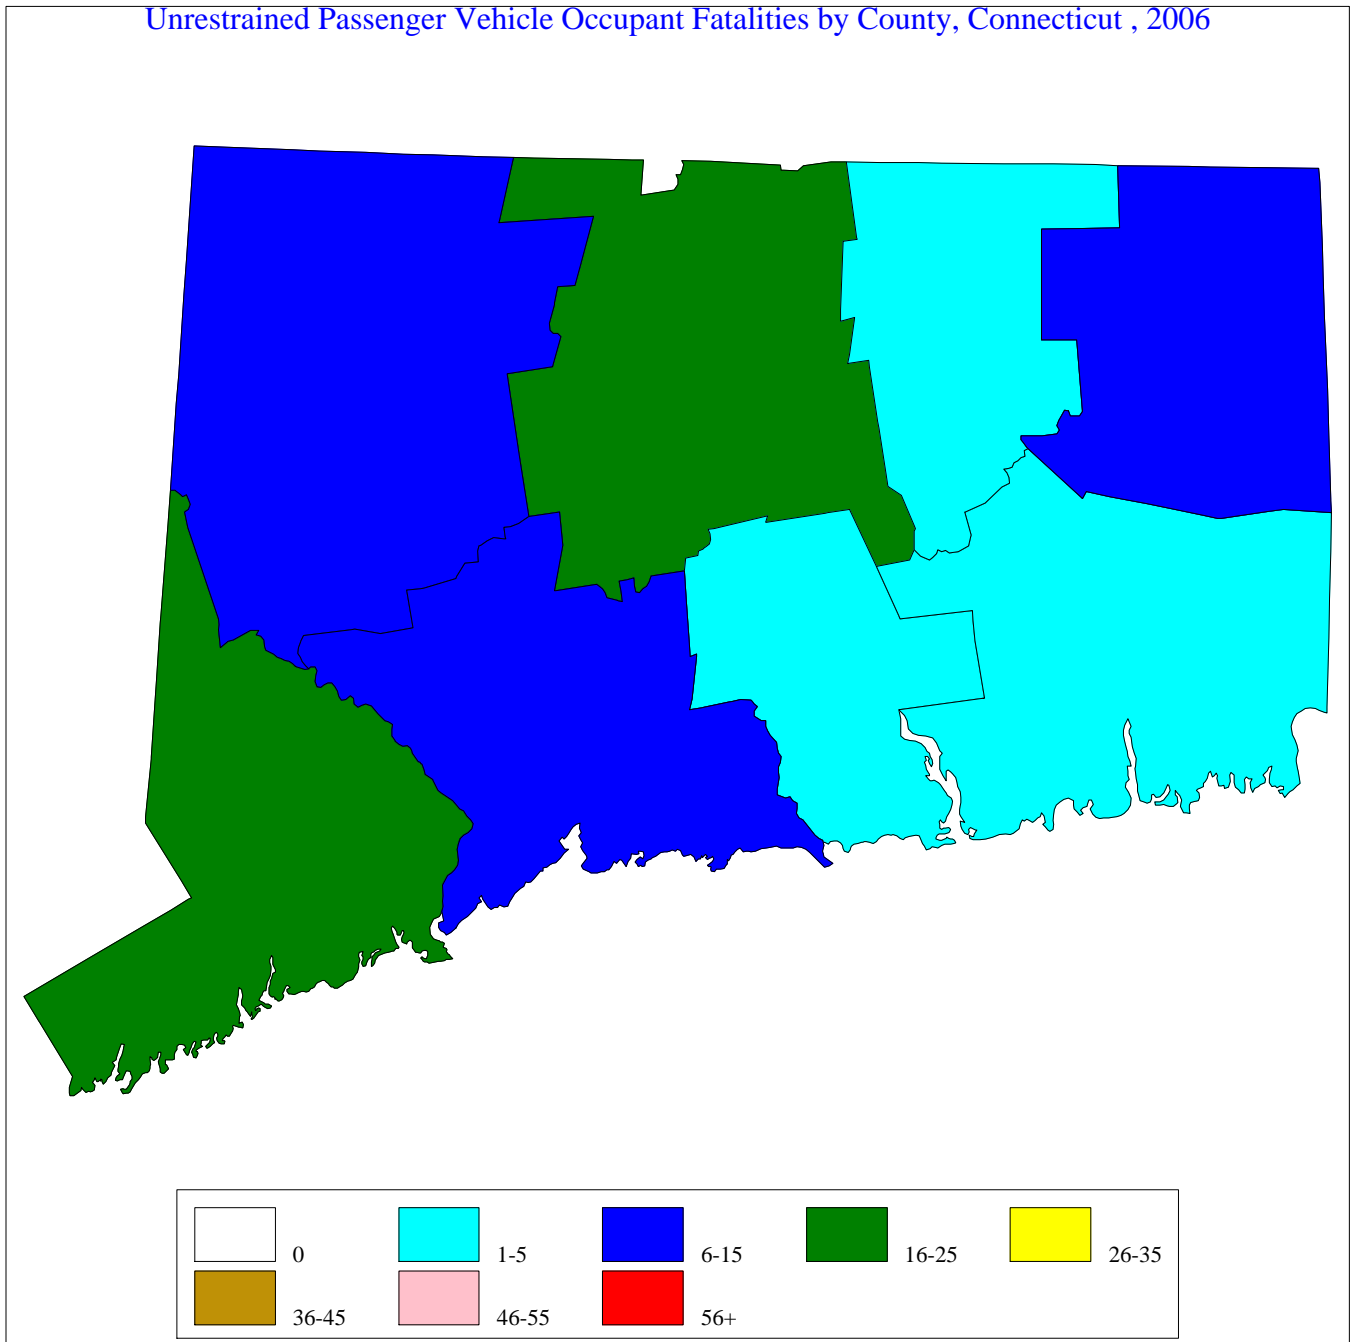 Unrestrained Passenger Vehicle Occupant Fatalities by County, Connecticut , 2006
0 1-5 6-15 16-25 26-35
36-45 46-55 56+